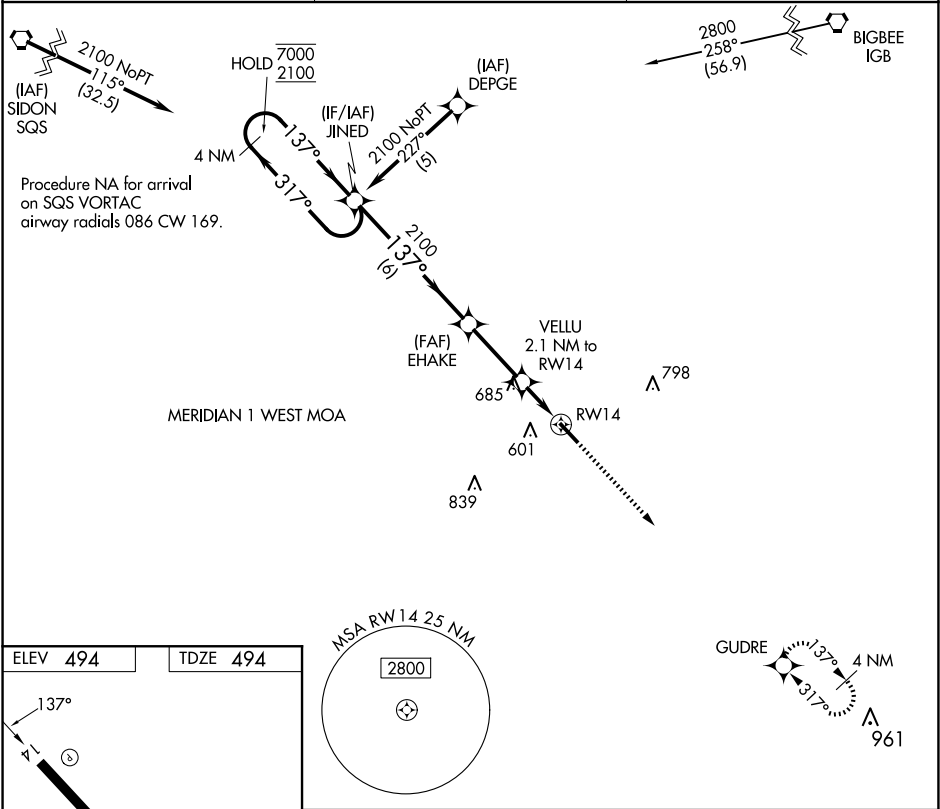 2800
258°
(56.9)
BIGBEE
IGB
2100 NoPT
115°
(32.5)
(IAF)
SIDON
SQS
HOLD 7000
2100
(IAF)
DEPGE
(IF/IAF)
JINED
2100 NoPT
227°
(5)
137°
4 NM
317°
Procedure NA for arrival
on SQS VORTAC
airway radials 086 CW 169.
2100
137°
(6)
(FAF)
EHAKE
VELLU
2.1 NM to
RW14
685
798
MERIDIAN 1 WEST MOA
RW14
601
839
MSA RW14 25 NM
2800
GUDRE
137°
4 NM
317°
961
ELEV 494
TDZE 494
137°
14
P